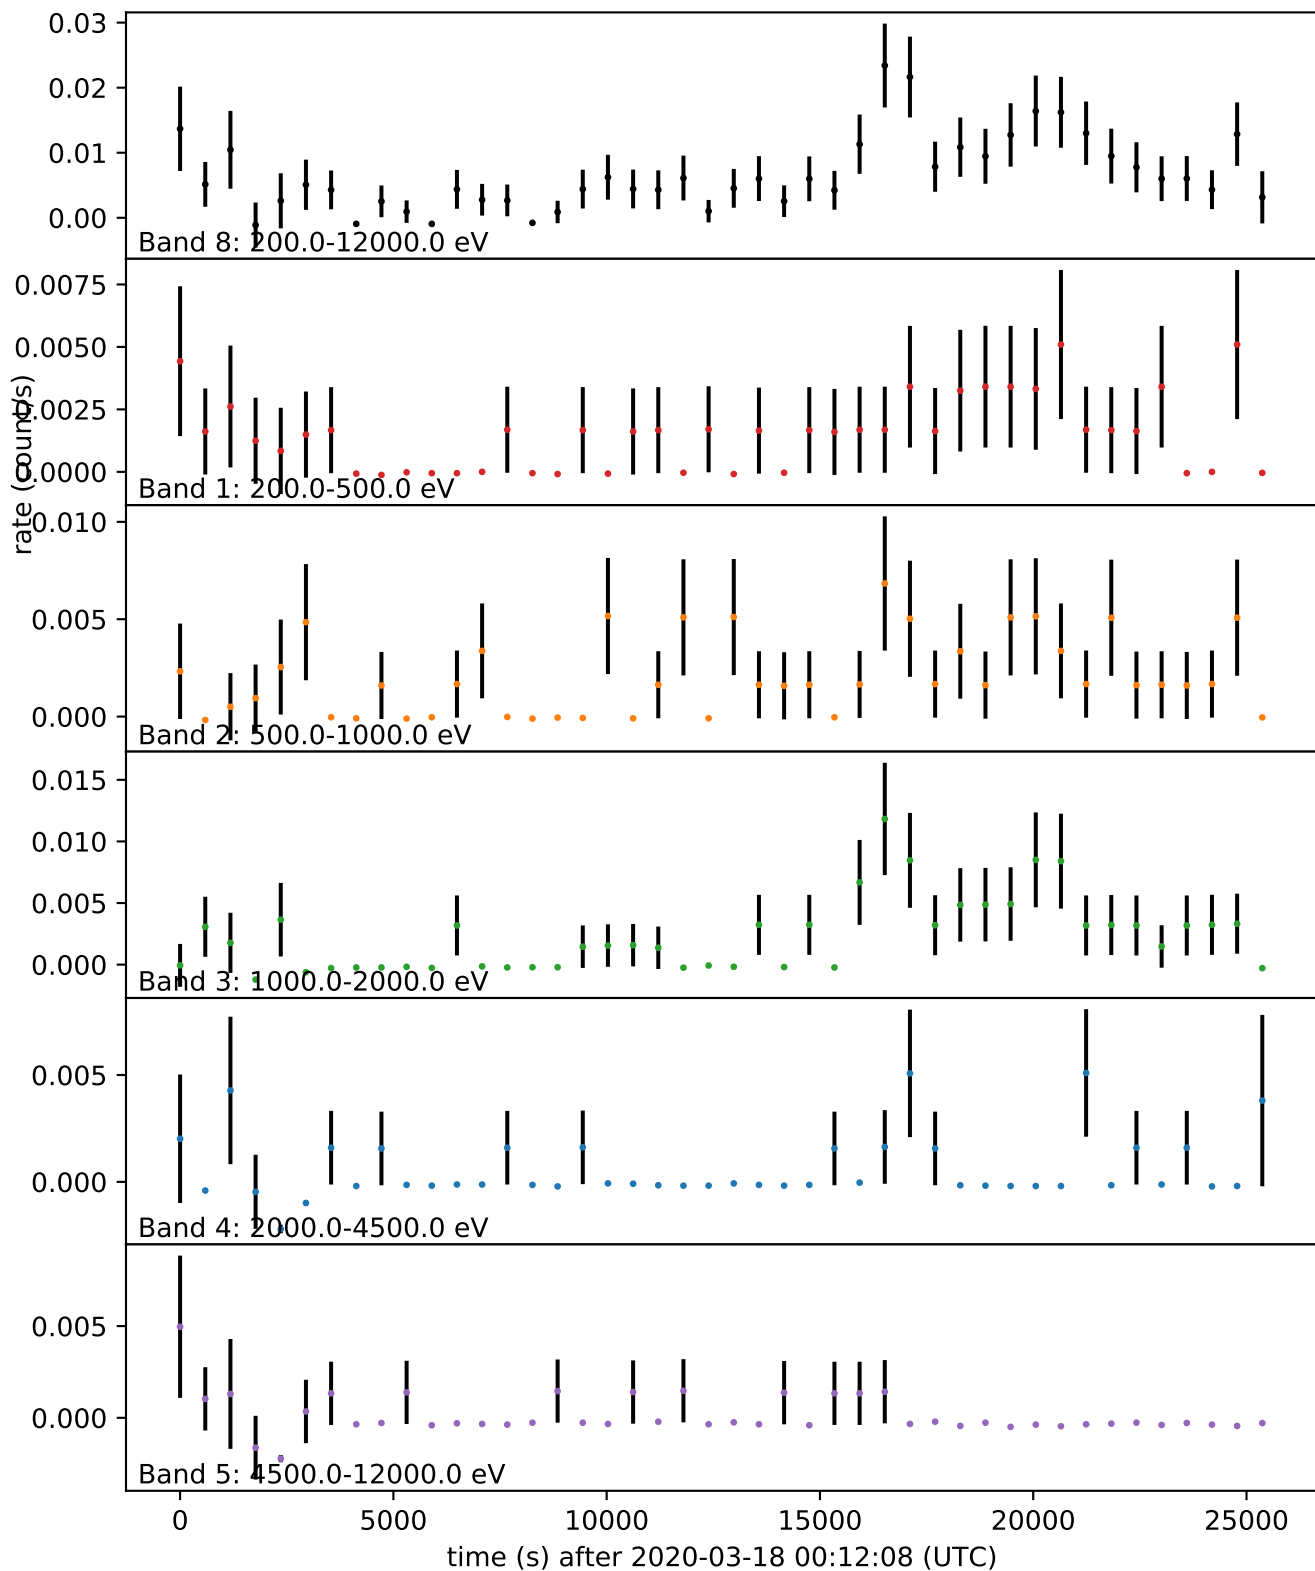 0.03
0.02
0.01
0.00
Band 8: 200.0-12000.0 eV
0.0075
0.0050
0.0025
0.0000
Band 1: 200.0-500.0 eV
rate (count/s)
0.010
0.005
0.000
Band 2: 500.0-1000.0 eV
0.015
0.010
0.005
0.000
Band 3: 1000.0-2000.0 eV
0.005
0.000
Band 4: 2000.0-4500.0 eV
0.005
0.000
Band 5: 4500.0-12000.0 eV
0 5000 10000 15000 20000 25000
time (s) after 2020-03-18 00:12:08 (UTC)